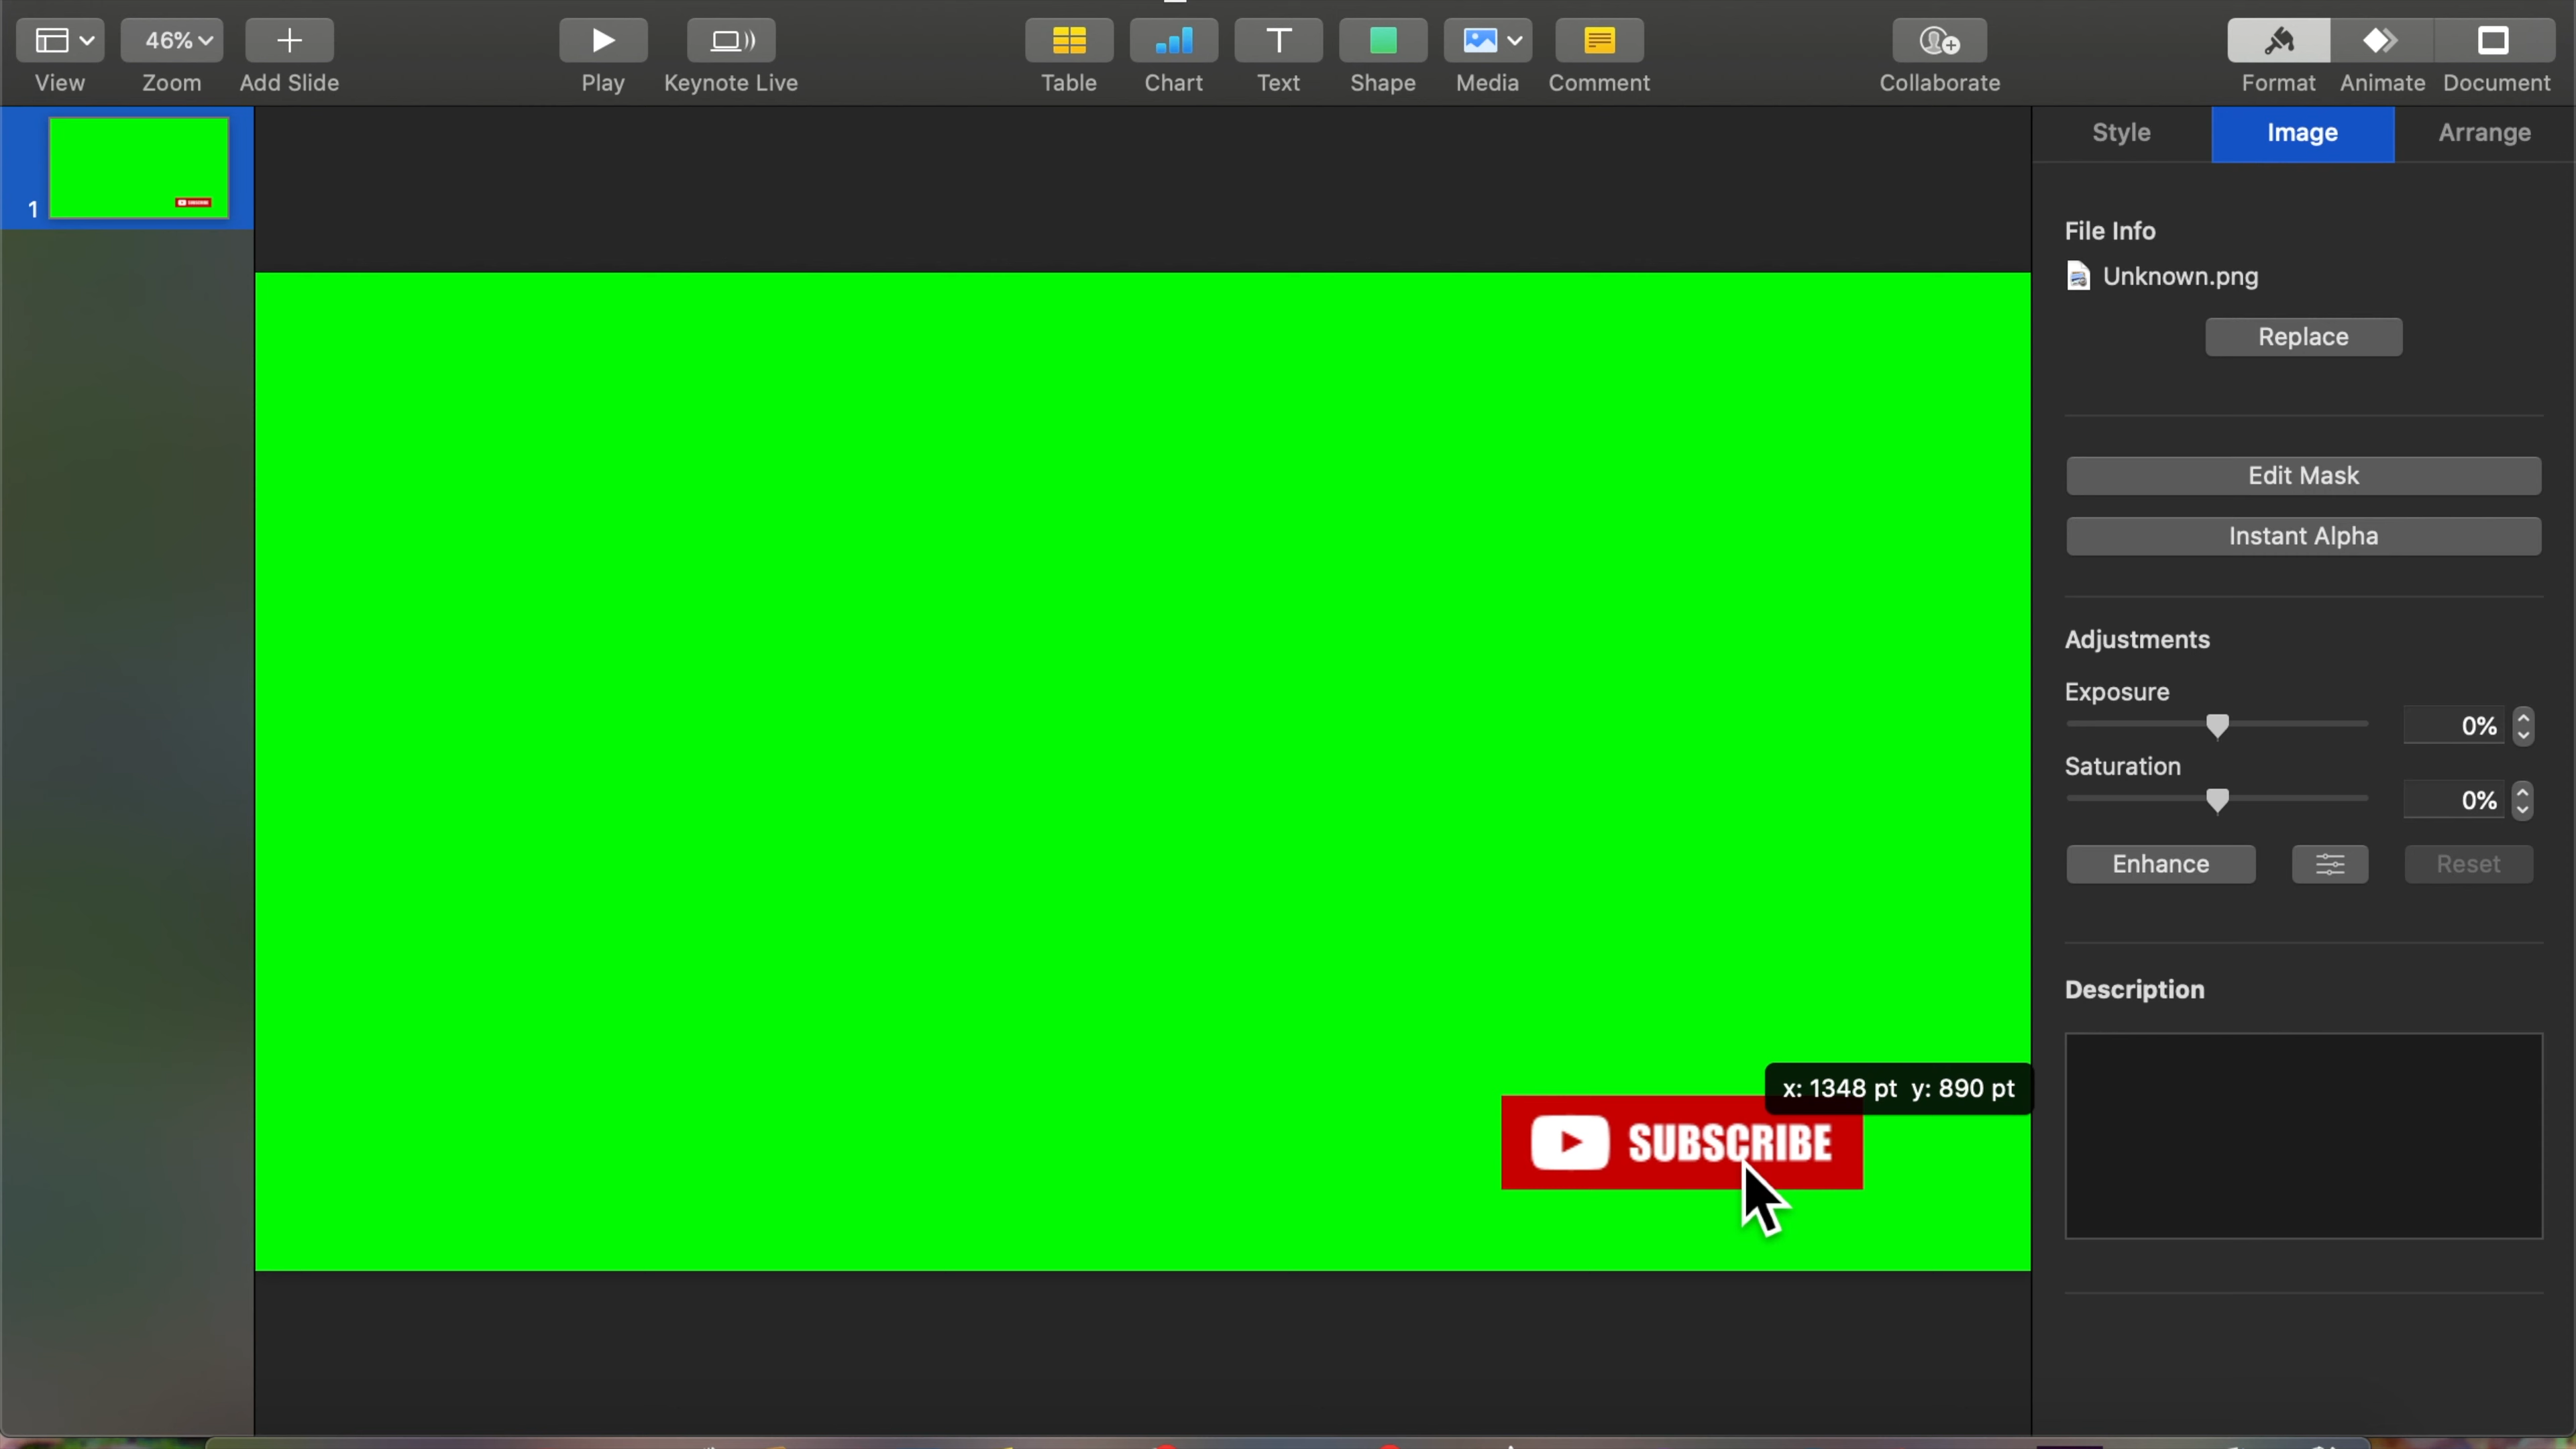 46%
View Zoom Add Slide Play Keynote Live Table Chart Text Shape Media Comment Collaborate Format Animate Document
Style Image Arrange
1
File Info
Unknown.png
Replace
Edit Mask
Instant Alpha
Adjustments
Exposure
0%
Saturation
0%
Enhance Reset
Description
x: 1348 pt y: 890 pt
SUBSCRIBE